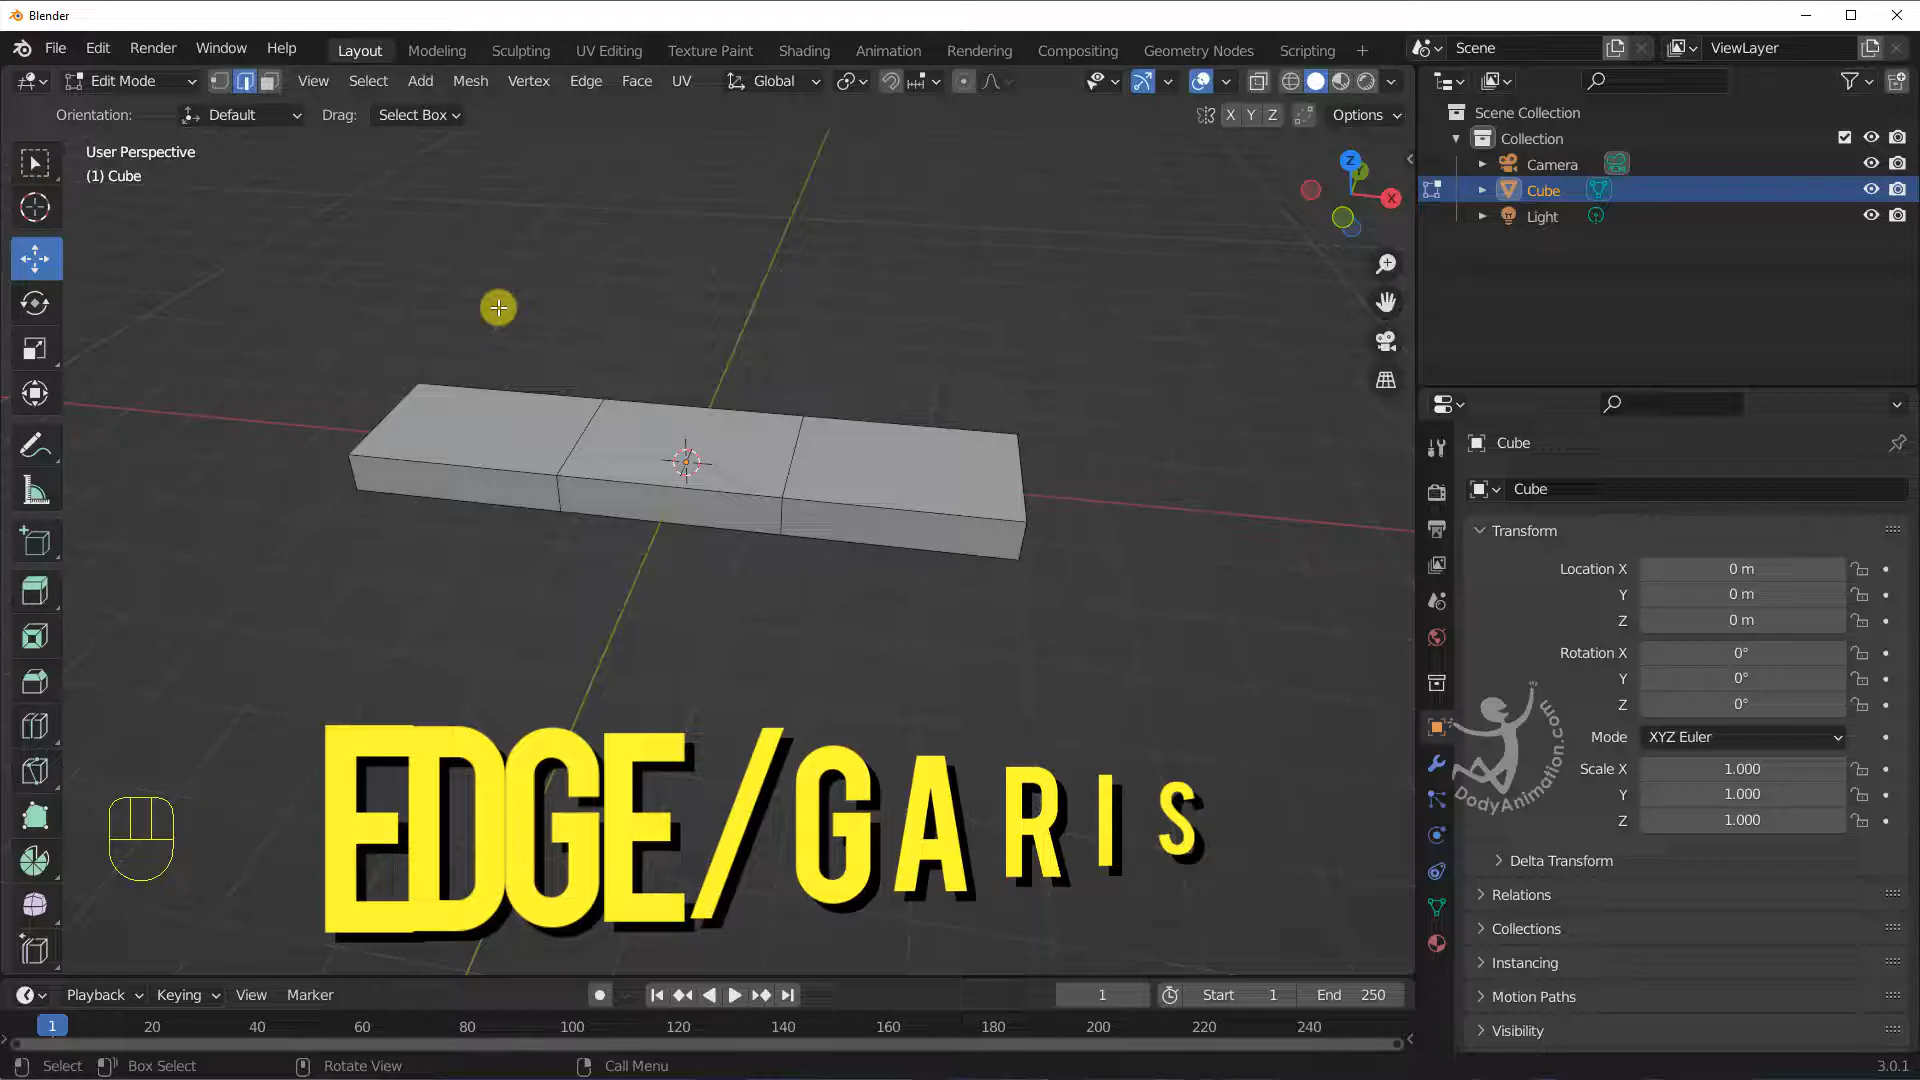 Blender
File Edit Render Window Help Layout Modeling Sculpting UV Editing Texture Paint Shading Animation Rendering Compositing Geometry Nodes Scripting + Scene ViewLayer
Edit Mode View Select Add Mesh Vertex Edge Face UV Global
Orientation: Default Drag: Select Box X Y Z Options
User Perspective
(1) Cube
Z
Y
X
Scene Collection
Collection
Camera
Cube
Light
Cube
Cube
Transform
Location X 0 m
Y 0 m
Z 0 m
Rotation X 0°
Y 0°
Z 0°
Mode XYZ Euler
Scale X 1.000
Y 1.000
Z 1.000
Delta Transform
Relations
Collections
Instancing
Motion Paths
Visibility
DodyAnimation.com
EDGE/GARIS
Playback Keying View Marker 1 Start 1 End 250
1 20 40 60 80 100 120 140 160 180 200 220 240
Select Box Select Rotate View Call Menu 3.0.1